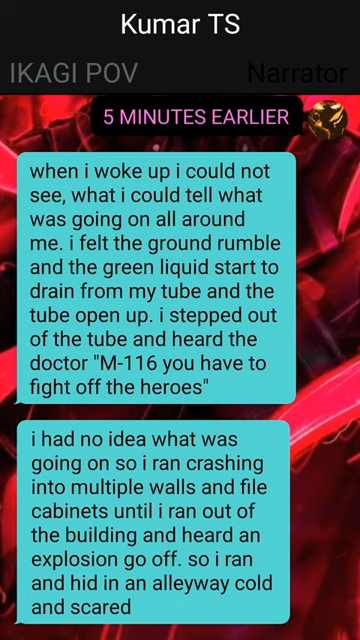 Kumar TS
IKAGI POV
Narrator
5 MINUTES EARLIER
when i woke up i could not
see, what i could tell what
was going on all around
me. i felt the ground rumble
and the green liquid start to
drain from my tube and the
tube open up. i stepped out
of the tube and heard the
doctor "M-116 you have to
fight off the heroes"
i had no idea what was
going on so i ran crashing
into multiple walls and file
cabinets until i ran out of
the building and heard an
explosion go off. so i ran
and hid in an alleyway cold
and scared